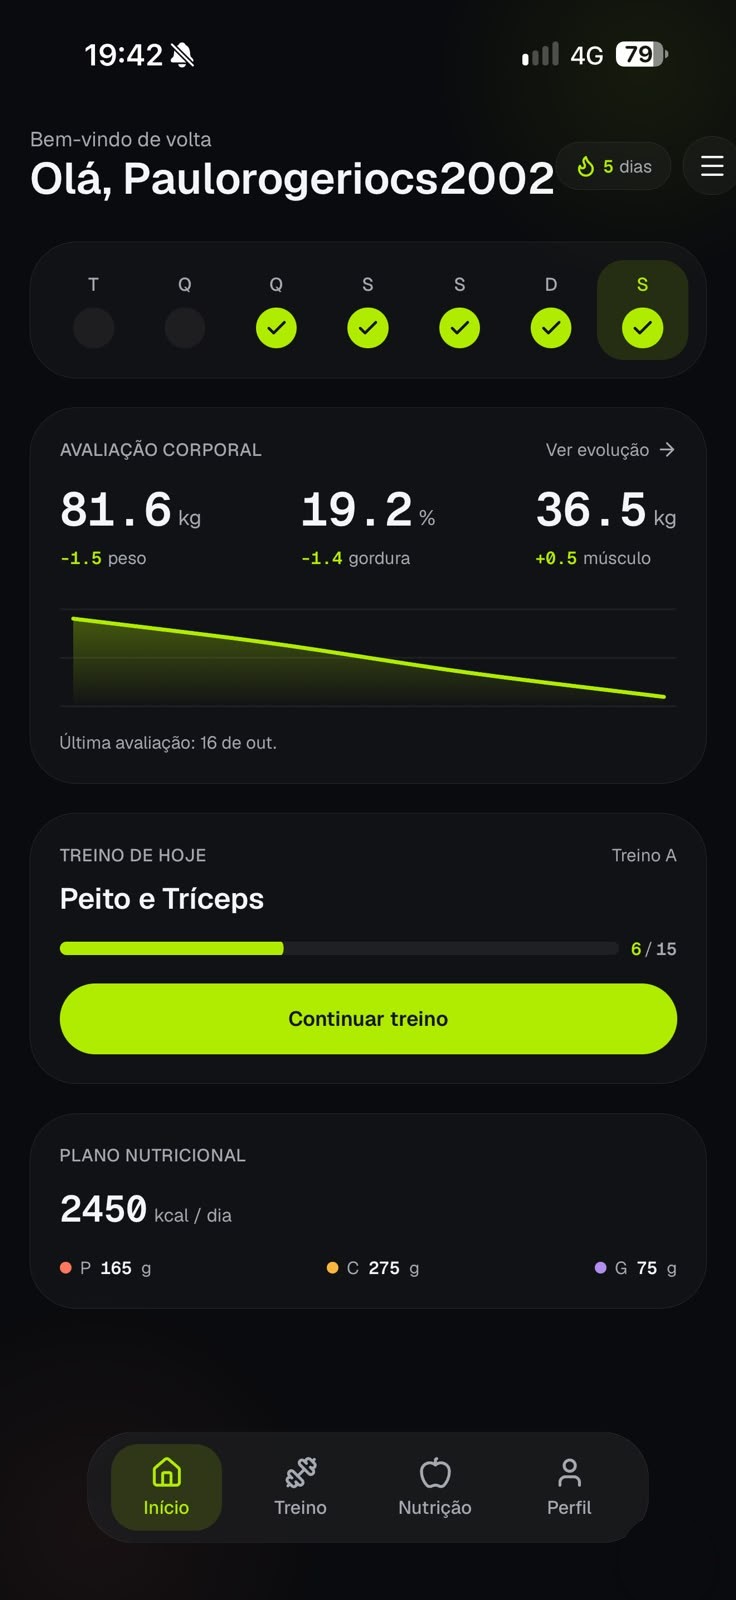 19:42 4G 79
Bem-vindo de volta
Olá, Paulorogeriocs2002 5 dias
T Q Q S S D S
AVALIAÇÃO CORPORAL Ver evolução →
81.6 kg 19.2 % 36.5 kg
-1.5 peso -1.4 gordura +0.5 músculo
Última avaliação: 16 de out.
TREINO DE HOJE Treino A
Peito e Tríceps
6 / 15
Continuar treino
PLANO NUTRICIONAL
2450 kcal / dia
P 165 g C 275 g G 75 g
Início Treino Nutrição Perfil